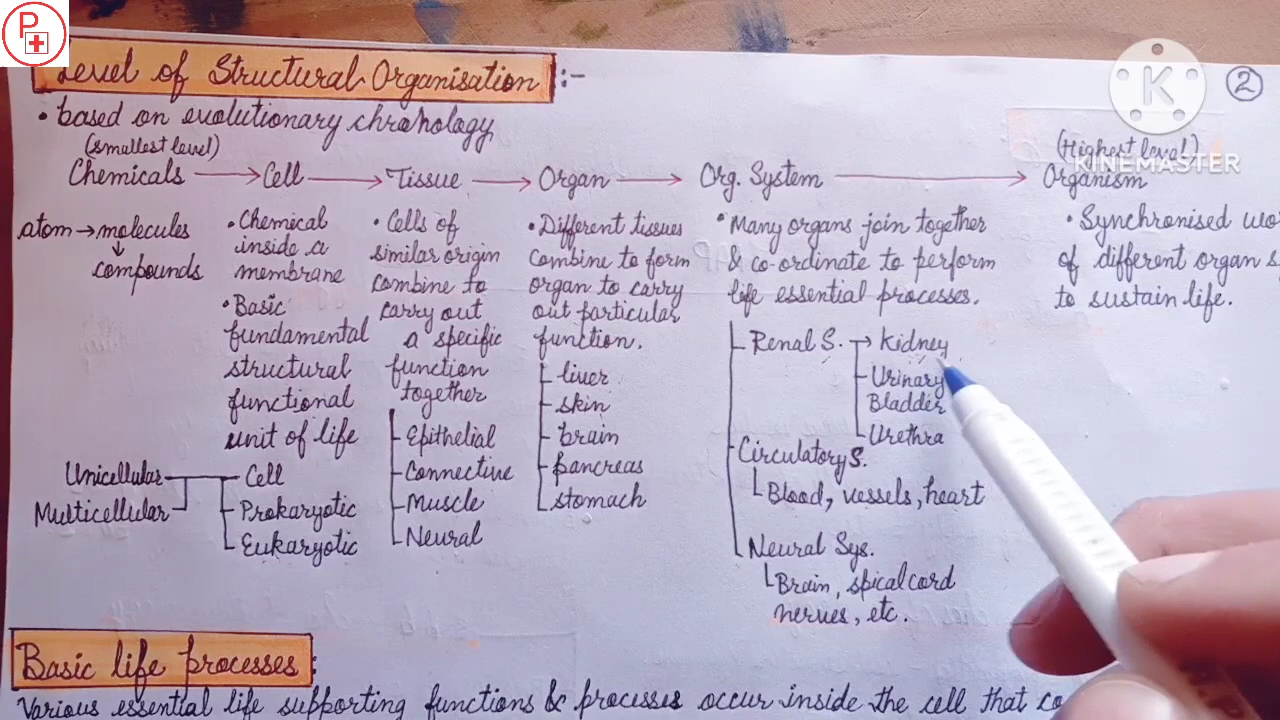 P
Level of Structural Organisation :-
2
• based on evolutionary chronology
(smallest level)
(Highest level)
KINEMASTER
Chemicals → Cell → Tissue → Organ → Org. System → Organism
atom → molecules
↓
compounds
• Chemical
inside a
membrane
• Basic
fundamental
structural
functional
unit of life
Unicellular
Multicellular
Cell
Prokaryotic
Eukaryotic
• Cells of
similar origin
combine to
carry out
a specific
function
together
Epithelial
Connective
Muscle
Neural
• Different tissues
combine to form
organ to carry
out particular
function.
liver
skin
brain
pancreas
stomach
• Many organs join together
& co-ordinate to perform
life essential processes.
Renal S. → Kidney
Urinary
Bladder
Urethra
Circulatory S.
Blood, vessels, heart
Neural Sys.
Brain, spical cord
nerves, etc.
• Synchronised
of different organ
to sustain life.
Basic life processes :
Various essential life supporting functions & processes occur inside the cell that